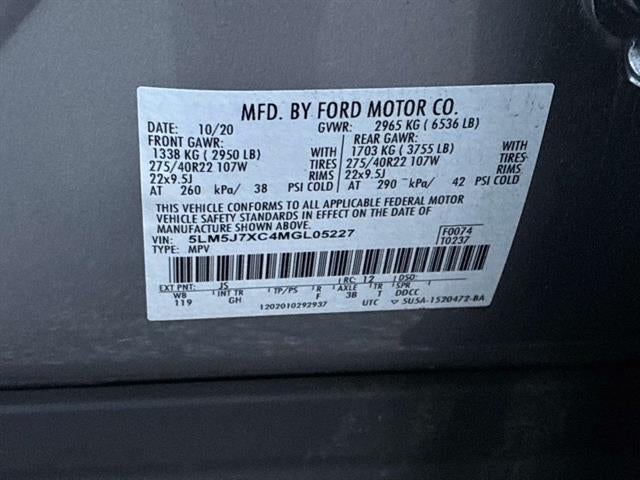 MFD. BY FORD MOTOR CO.
DATE: 10/20 GVWR: 2965 KG ( 6536 LB)
FRONT GAWR: REAR GAWR:
1338 KG ( 2950 LB) WITH 1703 KG ( 3755 LB) WITH
275/40R22 107W TIRES 275/40R22 107W TIRES
22x9.5J RIMS 22x9.5J RIMS
AT 260 kPa/ 38 PSI COLD AT 290 kPa/ 42 PSI COLD
THIS VEHICLE CONFORMS TO ALL APPLICABLE FEDERAL MOTOR
VEHICLE SAFETY STANDARDS IN EFFECT ON THE DATE OF
MANUFACTURE SHOWN ABOVE.
VIN: 5LM5J7XC4MGL05227 F0074
TYPE: MPV T0237
EXT PNT: JS RC: 12 DSO:
WB INT TR TP/PS R AXLE TR SPR
119 GH F 3B T DDCC
1202010292937 UTC ▽ 5U5A-1520472-BA